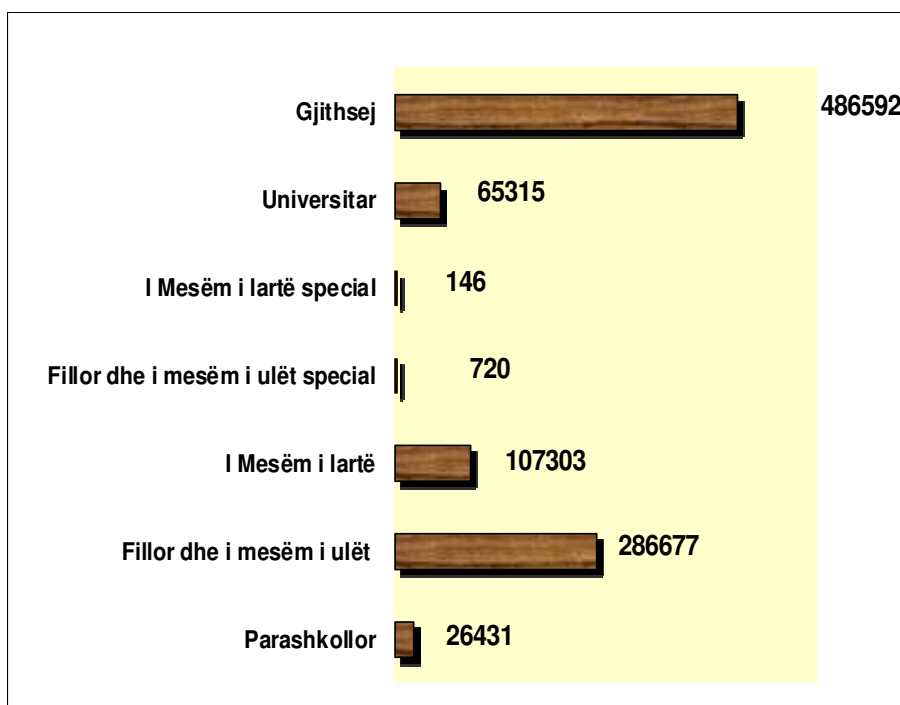 Gjithsej 486592
Universitar 65315
I Mesëm i lartë special 146
Fillor dhe i mesëm i ulët special 720
I Mesëm i lartë 107303
Fillor dhe i mesëm i ulët 286677
Parashkollor 26431